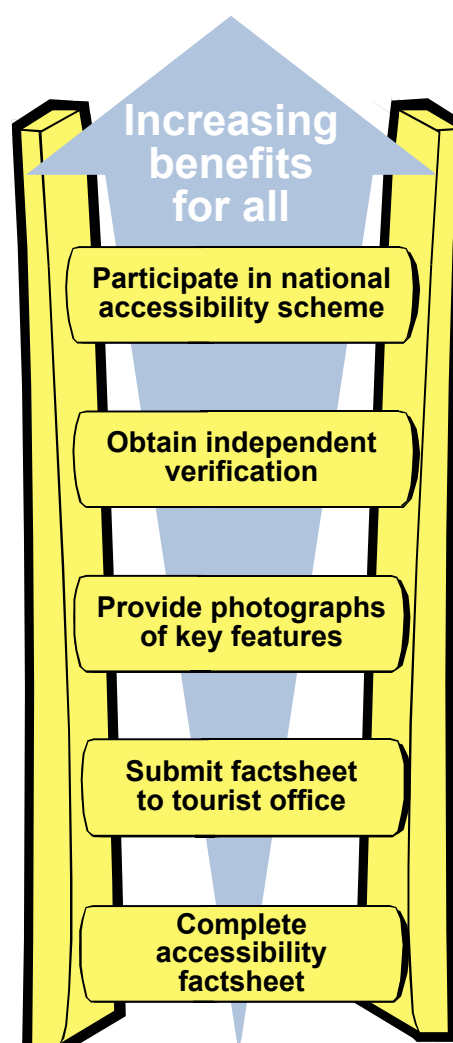 Increasing
benefits
for all
Participate in national
accessibility scheme
Obtain independent
verification
Provide photographs
of key features
Submit factsheet
to tourist office
Complete
accessibility
factsheet